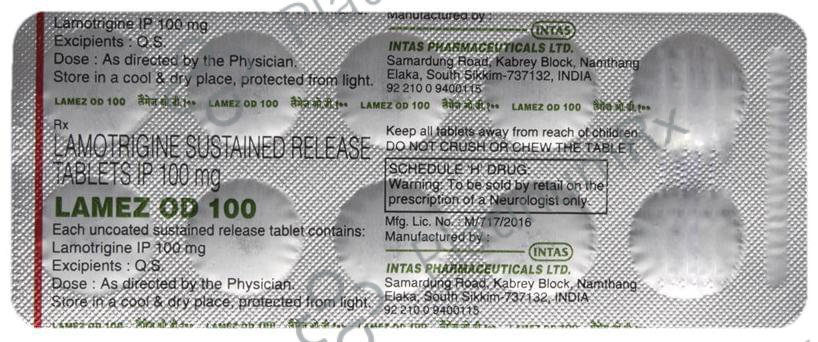 Lamotrigine IP 100 mg
Excipients : Q.S.
Dose : As directed by the Physician.
Store in a cool & dry place, protected from light.
Manufactured by :
INTAS
INTAS PHARMACEUTICALS LTD.
Samardung Road, Kabrey Block, Namthang
Elaka, South Sikkim-737132, INDIA
92 210 0 9400115
LAMEZ OD 100 लैमेज़ ओ.डी.१०० LAMEZ OD 100 लैमेज़ ओ.डी.१०० LAMEZ OD 100 लैमेज़ ओ.डी.१०० LAMEZ OD 100 लैमेज़ ओ.डी.१००
Rx
LAMOTRIGINE SUSTAINED RELEASE
TABLETS IP 100 mg
LAMEZ OD 100
Each uncoated sustained release tablet contains:
Lamotrigine IP 100 mg
Excipients : Q.S.
Dose : As directed by the Physician.
Store in a cool & dry place, protected from light.
Keep all tablets away from reach of children.
DO NOT CRUSH OR CHEW THE TABLET.
SCHEDULE 'H' DRUG.
Warning: To be sold by retail on the
prescription of a Neurologist only.
Mfg. Lic. No. : M/717/2016
Manufactured by :
INTAS
INTAS PHARMACEUTICALS LTD.
Samardung Road, Kabrey Block, Namthang
Elaka, South Sikkim-737132, INDIA
92 210 0 9400115